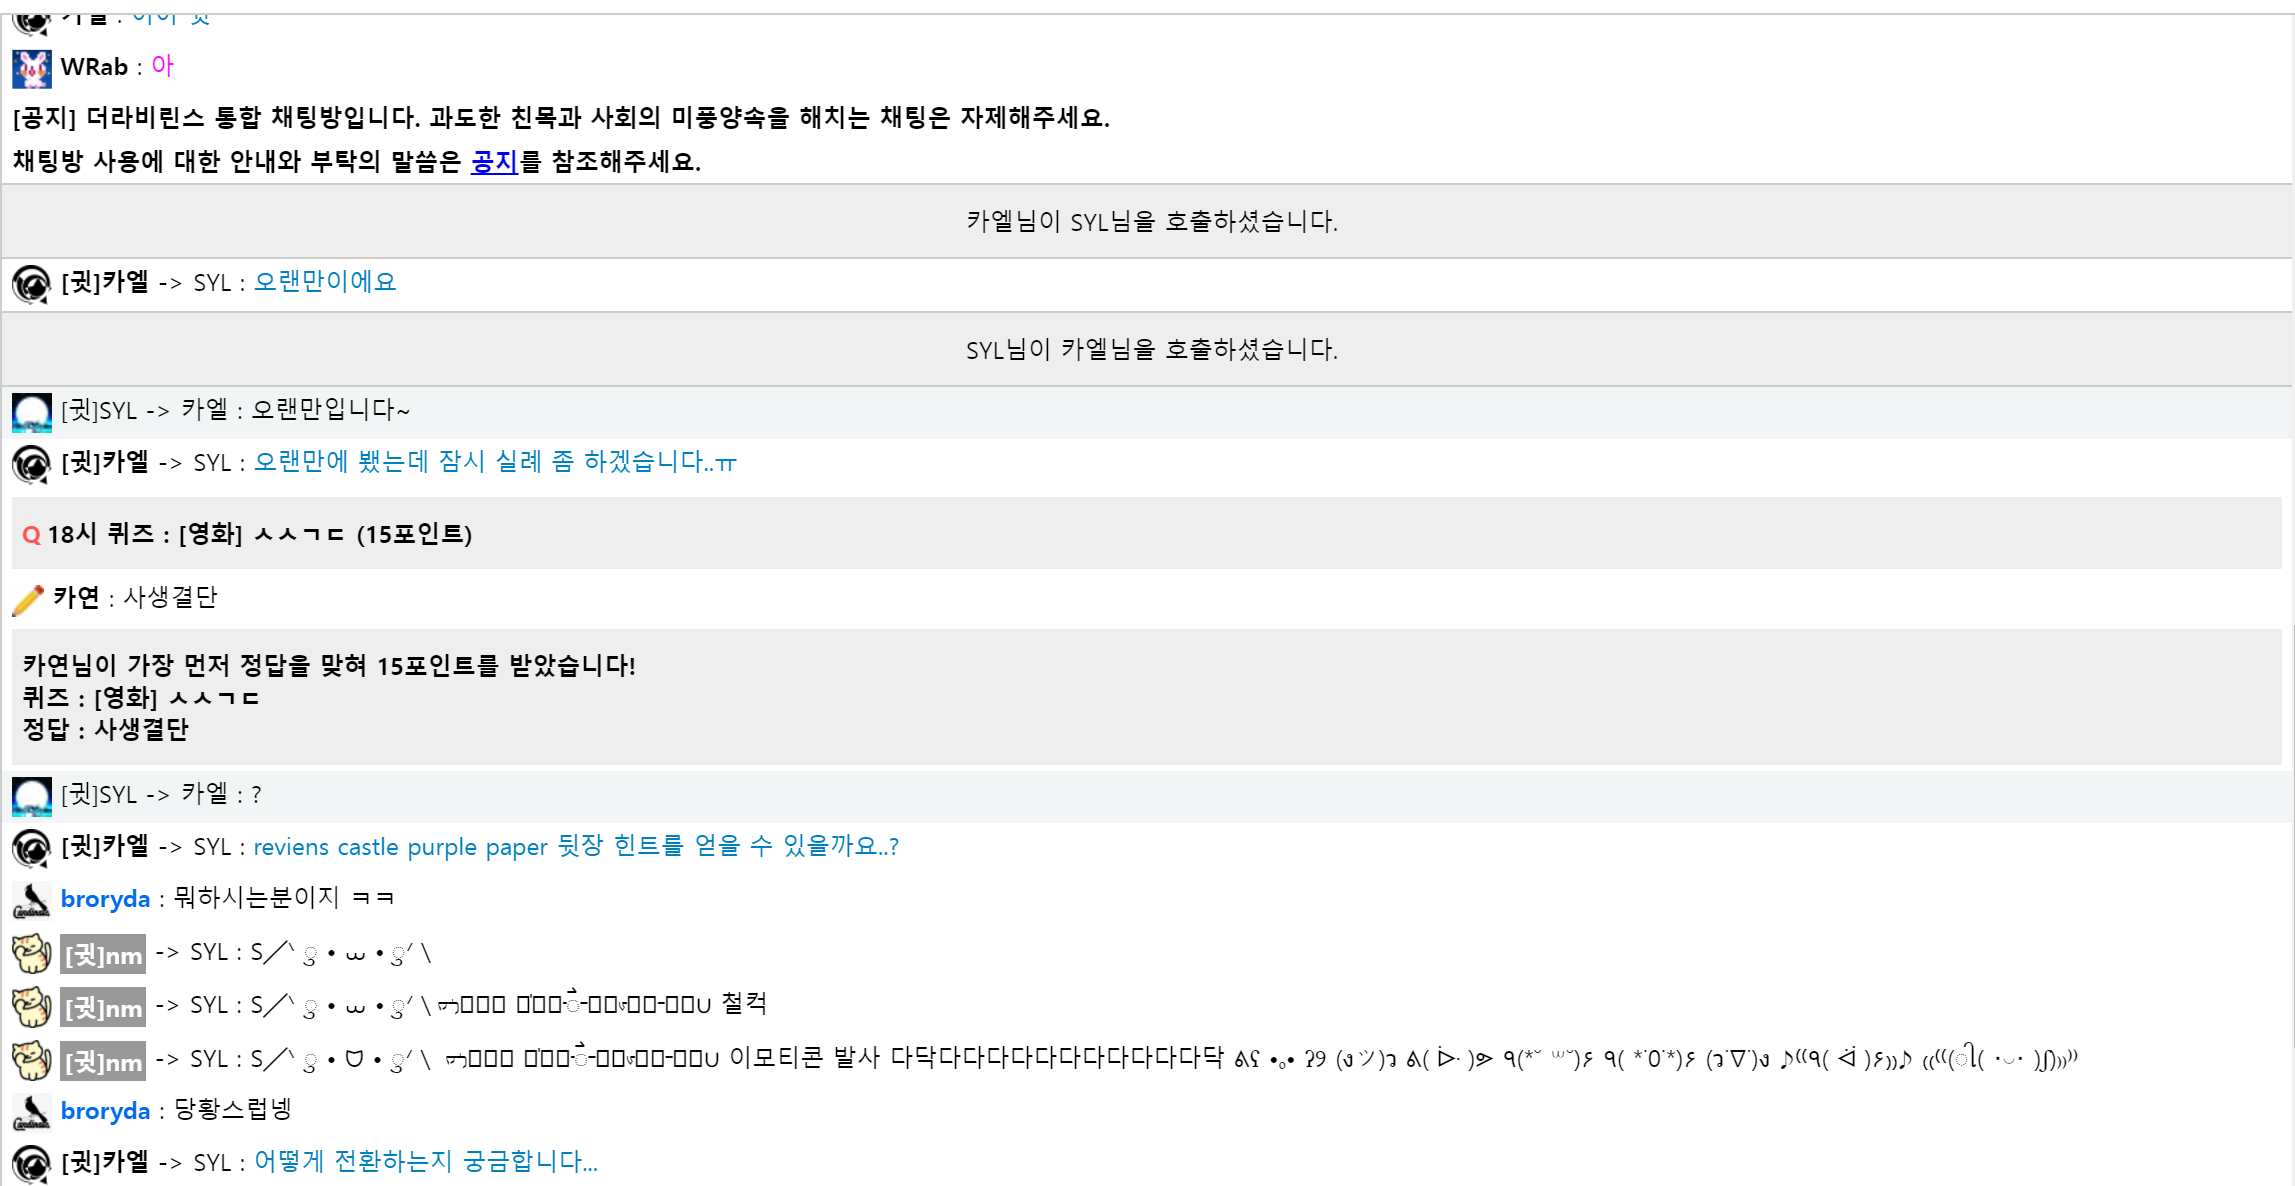 WRab : 아
[공지] 더라비린스 통합 채팅방입니다. 과도한 친목과 사회의 미풍양속을 해치는 채팅은 자제해주세요.
채팅방 사용에 대한 안내와 부탁의 말씀은 공지를 참조해주세요.
카엘님이 SYL님을 호출하셨습니다.
[귓]카엘 -> SYL : 오랜만이에요
SYL님이 카엘님을 호출하셨습니다.
[귓]SYL -> 카엘 : 오랜만입니다~
[귓]카엘 -> SYL : 오랜만에 뵀는데 잠시 실례 좀 하겠습니다..ㅠ
Q 18시 퀴즈 : [영화] ㅅㅅㄱㄷ (15포인트)
카연 : 사생결단
카연님이 가장 먼저 정답을 맞혀 15포인트를 받았습니다!
퀴즈 : [영화] ㅅㅅㄱㄷ
정답 : 사생결단
[귓]SYL -> 카엘 : ?
[귓]카엘 -> SYL : reviens castle purple paper 뒷장 힌트를 얻을 수 있을까요..?
broryda : 뭐하시는분이지 ㅋㅋ
[귓]nm -> SYL : S
[귓]nm -> SYL : S 철컥
[귓]nm -> SYL : S 이모티콘 발사 다닥다다다다다다다다다다다닥
broryda : 당황스럽넹
[귓]카엘 -> SYL : 어떻게 전환하는지 궁금합니다...